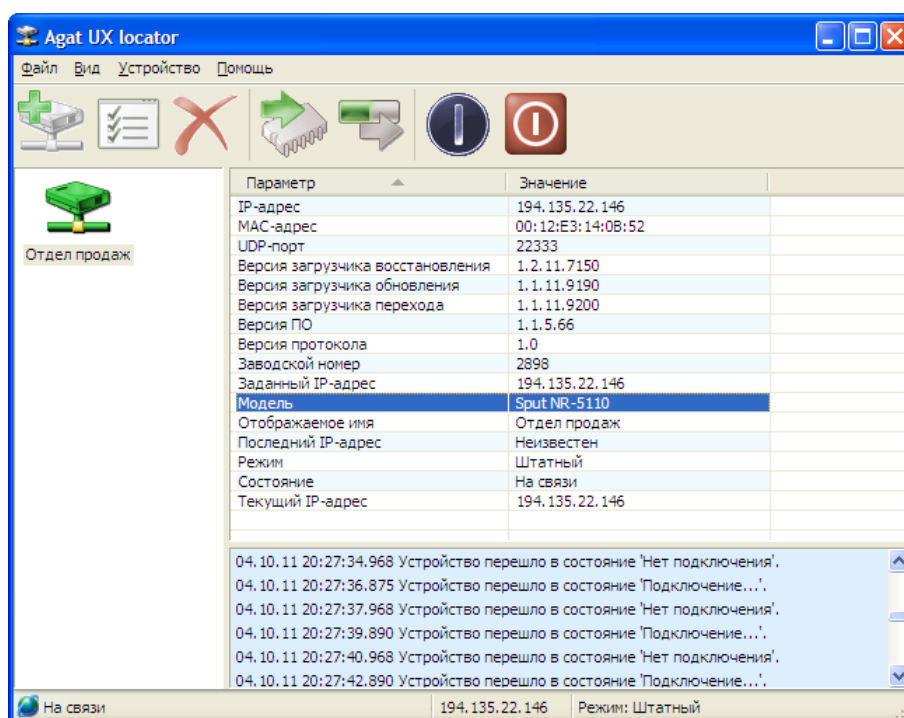 Agat UX locator
Файл Вид Устройство Помощь
Отдел продаж
Параметр Значение
IP-адрес 194.135.22.146
MAC-адрес 00:12:E3:14:0B:52
UDP-порт 22333
Версия загрузчика восстановления 1.2.11.7150
Версия загрузчика обновления 1.1.11.9190
Версия загрузчика перехода 1.1.11.9200
Версия ПО 1.1.5.66
Версия протокола 1.0
Заводской номер 2898
Заданный IP-адрес 194.135.22.146
Модель Sput NR-5110
Отображаемое имя Отдел продаж
Последний IP-адрес Неизвестен
Режим Штатный
Состояние На связи
Текущий IP-адрес 194.135.22.146
04.10.11 20:27:34.968 Устройство перешло в состояние 'Нет подключения'.
04.10.11 20:27:36.875 Устройство перешло в состояние 'Подключение...'.
04.10.11 20:27:37.968 Устройство перешло в состояние 'Нет подключения'.
04.10.11 20:27:39.890 Устройство перешло в состояние 'Подключение...'.
04.10.11 20:27:40.968 Устройство перешло в состояние 'Нет подключения'.
04.10.11 20:27:42.890 Устройство перешло в состояние 'Подключение...'.
На связи 194.135.22.146 Режим: Штатный